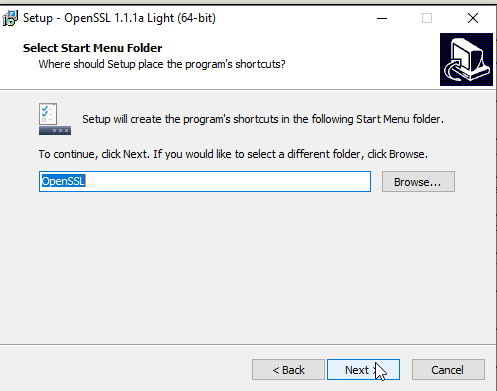 Setup - OpenSSL 1.1.1a Light (64-bit)
Select Start Menu Folder
Where should Setup place the program's shortcuts?
Setup will create the program's shortcuts in the following Start Menu folder.
To continue, click Next. If you would like to select a different folder, click Browse.
OpenSSL
Browse...
< Back
Next >
Cancel